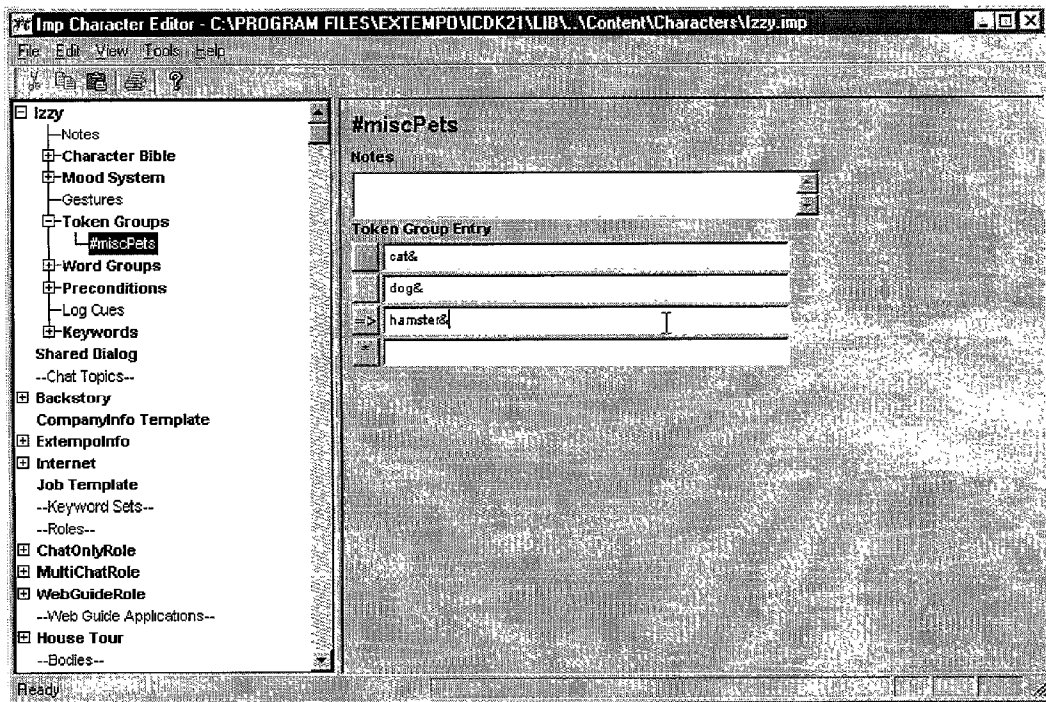 Imp Character Editor - C:\PROGRAM FILES\EXTEMPO\ICDK21\LIB\..\Content\Characters\Izzy.imp
File Edit View Tools Help
Izzy
Notes
Character Bible
Mood System
Gestures
Token Groups
#miscPets
Word Groups
Preconditions
Log Cues
Keywords
Shared Dialog
--Chat Topics--
Backstory
CompanyInfo Template
ExtempoInfo
Internet
Job Template
--Keyword Sets--
--Roles--
ChatOnlyRole
MultiChatRole
WebGuideRole
--Web Guide Applications--
House Tour
--Bodies--
#miscPets
Notes
Token Group Entry
cat&
dog&
=> hamster&
*
Ready